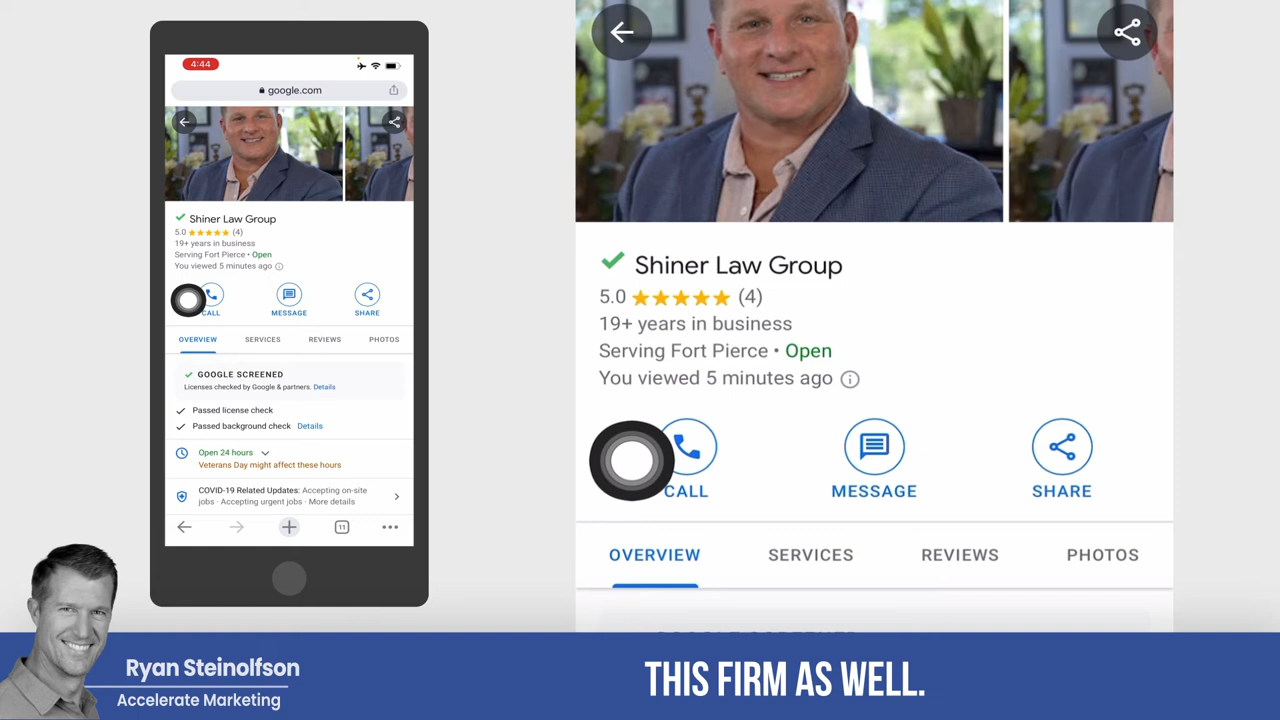 4:44
google.com
Shiner Law Group
5.0 (4)
19+ years in business
Serving Fort Pierce • Open
You viewed 5 minutes ago
CALL MESSAGE SHARE
OVERVIEW SERVICES REVIEWS PHOTOS
GOOGLE SCREENED
Licenses checked by Google & partners. Details
Passed license check
Passed background check Details
Open 24 hours
Veterans Day might affect these hours
COVID-19 Related Updates: Accepting on-site
jobs · Accepting urgent jobs · More details
11
Shiner Law Group
5.0 (4)
19+ years in business
Serving Fort Pierce • Open
You viewed 5 minutes ago
CALL MESSAGE SHARE
OVERVIEW SERVICES REVIEWS PHOTOS
Ryan Steinolfson
Accelerate Marketing
THIS FIRM AS WELL.